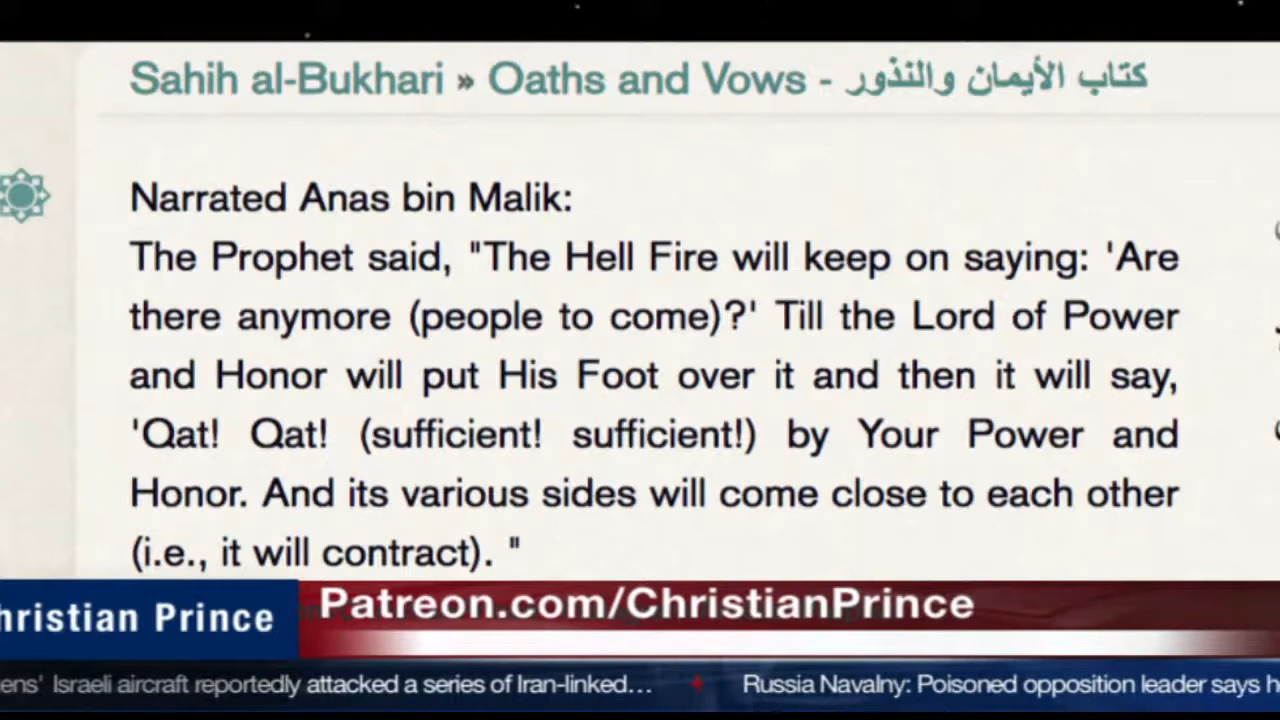 Sahih al-Bukhari » Oaths and Vows - كتاب الأيمان والنذور
Narrated Anas bin Malik:
The Prophet said, "The Hell Fire will keep on saying: 'Are
there anymore (people to come)?' Till the Lord of Power
and Honor will put His Foot over it and then it will say,
'Qat! Qat! (sufficient! sufficient!) by Your Power and
Honor. And its various sides will come close to each other
(i.e., it will contract). "
hristian Prince
Patreon.com/ChristianPrince
ens' Israeli aircraft reportedly attacked a series of Iran-linked...
Russia Navalny: Poisoned opposition leader says h